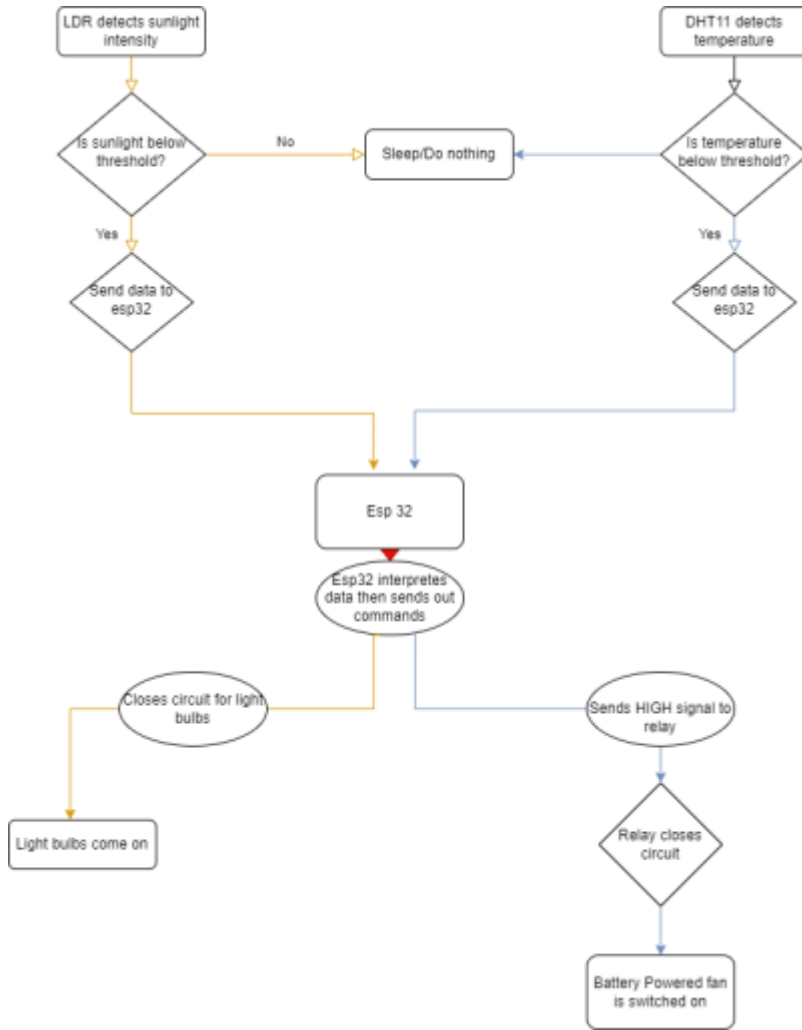 LDR detects sunlight
intensity
DHT11 detects
temperature
Is sunlight below
threshold?
No
Sleep/Do nothing
Is temperature
below threshold?
Yes
Yes
Send data to
esp32
Send data to
esp32
Esp 32
Esp32 interpretes
data then sends out
commands
Closes circuit for light
bulbs
Sends HIGH signal to
relay
Light bulbs come on
Relay closes
circuit
Battery Powered fan
is switched on